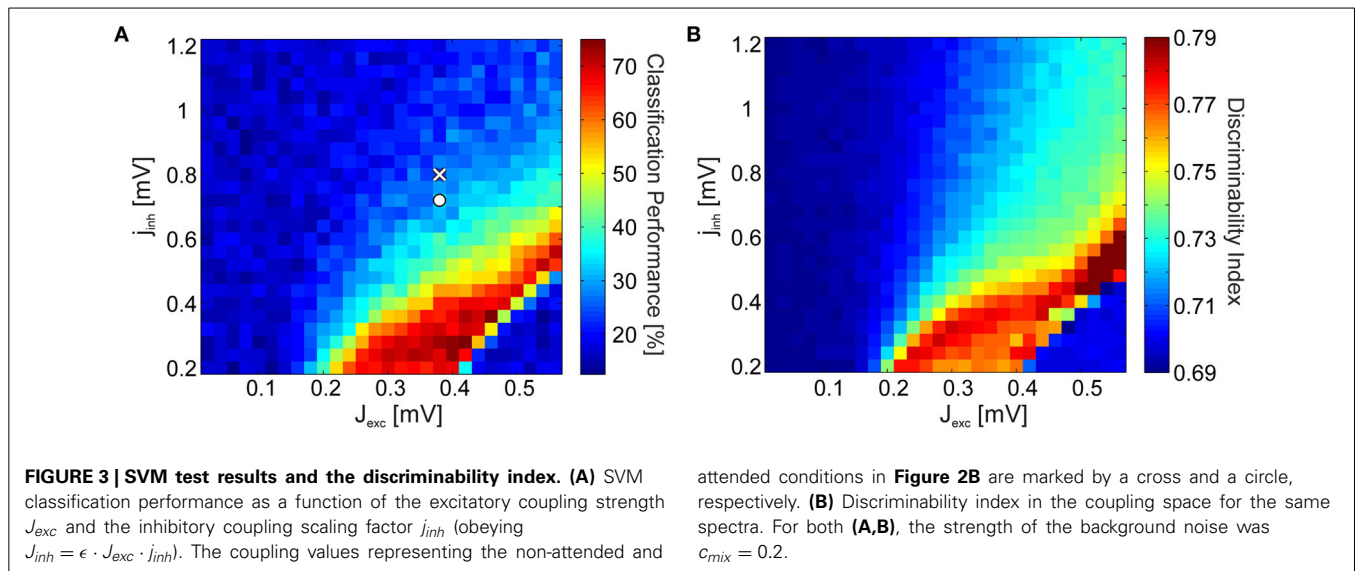 A
1.2
1
0.8
0.6
0.4
0.2
j_inh [mV]
0.1 0.2 0.3 0.4 0.5
J_exc [mV]
70
60
50
40
30
20
Classification Performance [%]
B
1.2
1
0.8
0.6
0.4
0.2
j_inh [mV]
0.1 0.2 0.3 0.4 0.5
J_exc [mV]
0.79
0.77
0.75
0.73
0.71
0.69
Discriminability Index
FIGURE 3 | SVM test results and the discriminability index. (A) SVM
classification performance as a function of the excitatory coupling strength
J_exc and the inhibitory coupling scaling factor j_inh (obeying
J_inh = ϵ · J_exc · j_inh). The coupling values representing the non-attended and
attended conditions in Figure 2B are marked by a cross and a circle,
respectively. (B) Discriminability index in the coupling space for the same
spectra. For both (A,B), the strength of the background noise was
c_mix = 0.2.